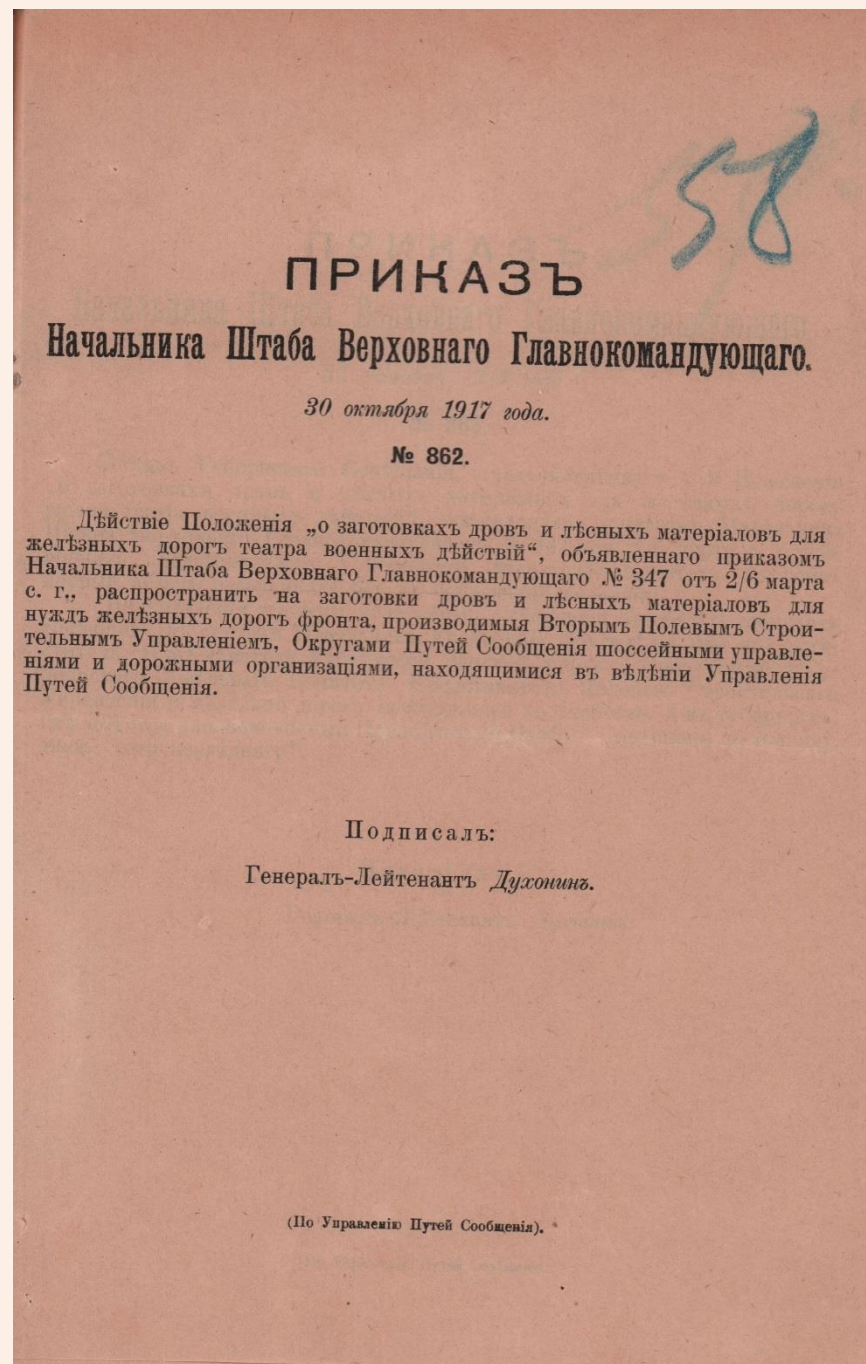 58
ПРИКАЗЪ
Начальника Штаба Верховнаго Главнокомандующаго.
30 октября 1917 года.
№ 862.
Дѣйствіе Положенія „о заготовкахъ дровъ и лѣсныхъ матеріаловъ для
желѣзныхъ дорогъ театра военныхъ дѣйствій“, объявленнаго приказомъ
Начальника Штаба Верховнаго Главнокомандующаго № 347 отъ 2/6 марта
с. г., распространить на заготовки дровъ и лѣсныхъ матеріаловъ для
нуждъ желѣзныхъ дорогъ фронта, производимыя Вторымъ Полевымъ Строи-
тельнымъ Управленіемъ, Округами Путей Сообщенія шоссейными управле-
ніями и дорожными организаціями, находящимися въ вѣдѣніи Управленія
Путей Сообщенія.
Подписалъ:
Генералъ-Лейтенантъ Духонинъ.
(По Управленію Путей Сообщенія).